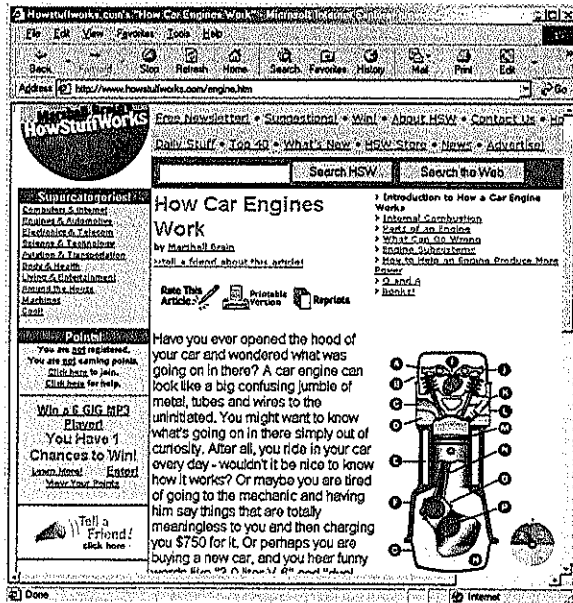 Howstuffworks.com's "How Car Engines Work" - Microsoft Internet
File Edit View Favorites Tools Help
Back Stop Refresh Home Search Favorites History Mail Print Edit
Address http://www.howstuffworks.com/engine.htm Go
Marshall Brain's
HowStuffWorks
Free Newsletter! • Suggestions! • Win! • About HSW • Contact Us •
Daily Stuff • Top 40 • What's New • HSW Store • News • Advertise!
Search HSW Search the Web
Supercategories!
Computers & Internet
Engines & Automotive
Electronics & Telecom
Science & Technology
Aviation & Transportation
Body & Health
Living & Entertainment
Around the House
Machines
Cool!
Points!
You are not registered.
You are not earning points.
Click here to join.
Click here for help.
Win a 6 GIG MP3
Player!
You Have 1
Chances to Win!
Learn More! Enter!
View Your Points
Tell a
Friend!
click here
How Car Engines
Work
by Marshall Brain
>tell a friend about this article!
Rate This
Article: Printable
Version Reprints
> Introduction to How a Car Engine
Works
> Internal Combustion
> Parts of an Engine
> What Can Go Wrong
> Engine Subsystems
> How to Help an Engine Produce More
Power
> Q and A
> Books!
Have you ever opened the hood of
your car and wondered what was
going on in there? A car engine can
look like a big confusing jumble of
metal, tubes and wires to the
uninitiated. You might want to know
what's going on in there simply out of
curiosity. After all, you ride in your car
every day - wouldn't it be nice to know
how it works? Or maybe you are tired
of going to the mechanic and having
him say things that are totally
meaningless to you and then charging
you $750 for it. Or perhaps you are
buying a new car, and you hear funny
words like "3.0 liter V-6" and "dual
A I J
B K
C L
D M
E N
F O
G P
H
Done Internet